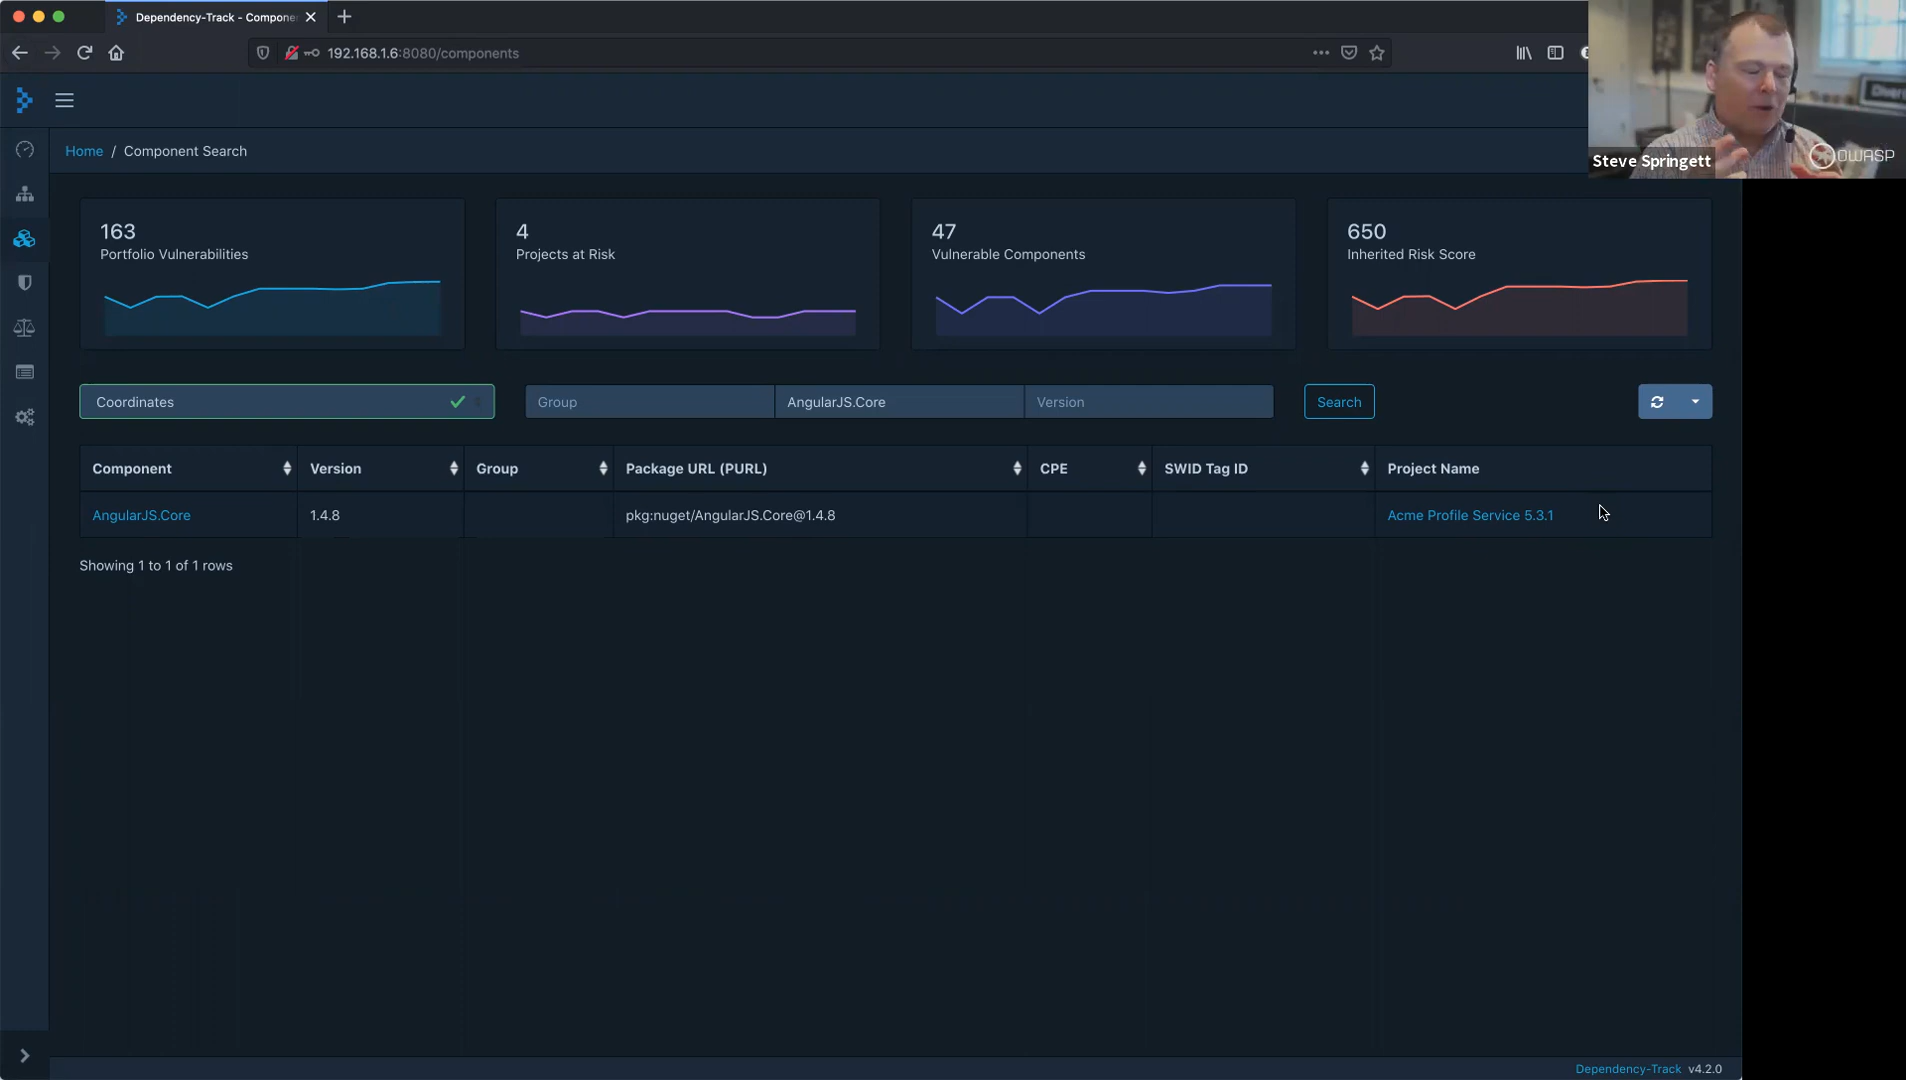 Dependency-Track - Compone
192.168.1.6:8080/components
Steve Springett
OWASP
Home / Component Search
163
Portfolio Vulnerabilities
4
Projects at Risk
47
Vulnerable Components
650
Inherited Risk Score
Coordinates
Group
AngularJS.Core
Version
Search
Component Version Group Package URL (PURL) CPE SWID Tag ID Project Name
AngularJS.Core 1.4.8 pkg:nuget/AngularJS.Core@1.4.8 Acme Profile Service 5.3.1
Showing 1 to 1 of 1 rows
Dependency-Track v4.2.0